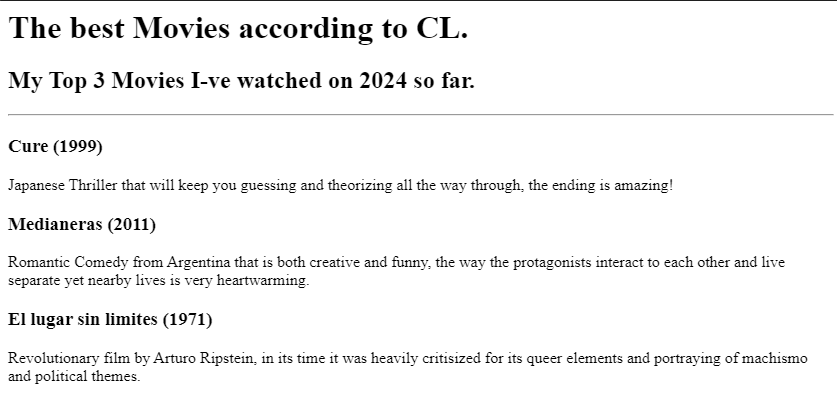 The best Movies according to CL.
My Top 3 Movies I-ve watched on 2024 so far.
Cure (1999)
Japanese Thriller that will keep you guessing and theorizing all the way through, the ending is amazing!
Medianeras (2011)
Romantic Comedy from Argentina that is both creative and funny, the way the protagonists interact to each other and live
separate yet nearby lives is very heartwarming.
El lugar sin limites (1971)
Revolutionary film by Arturo Ripstein, in its time it was heavily critisized for its queer elements and portraying of machismo
and political themes.